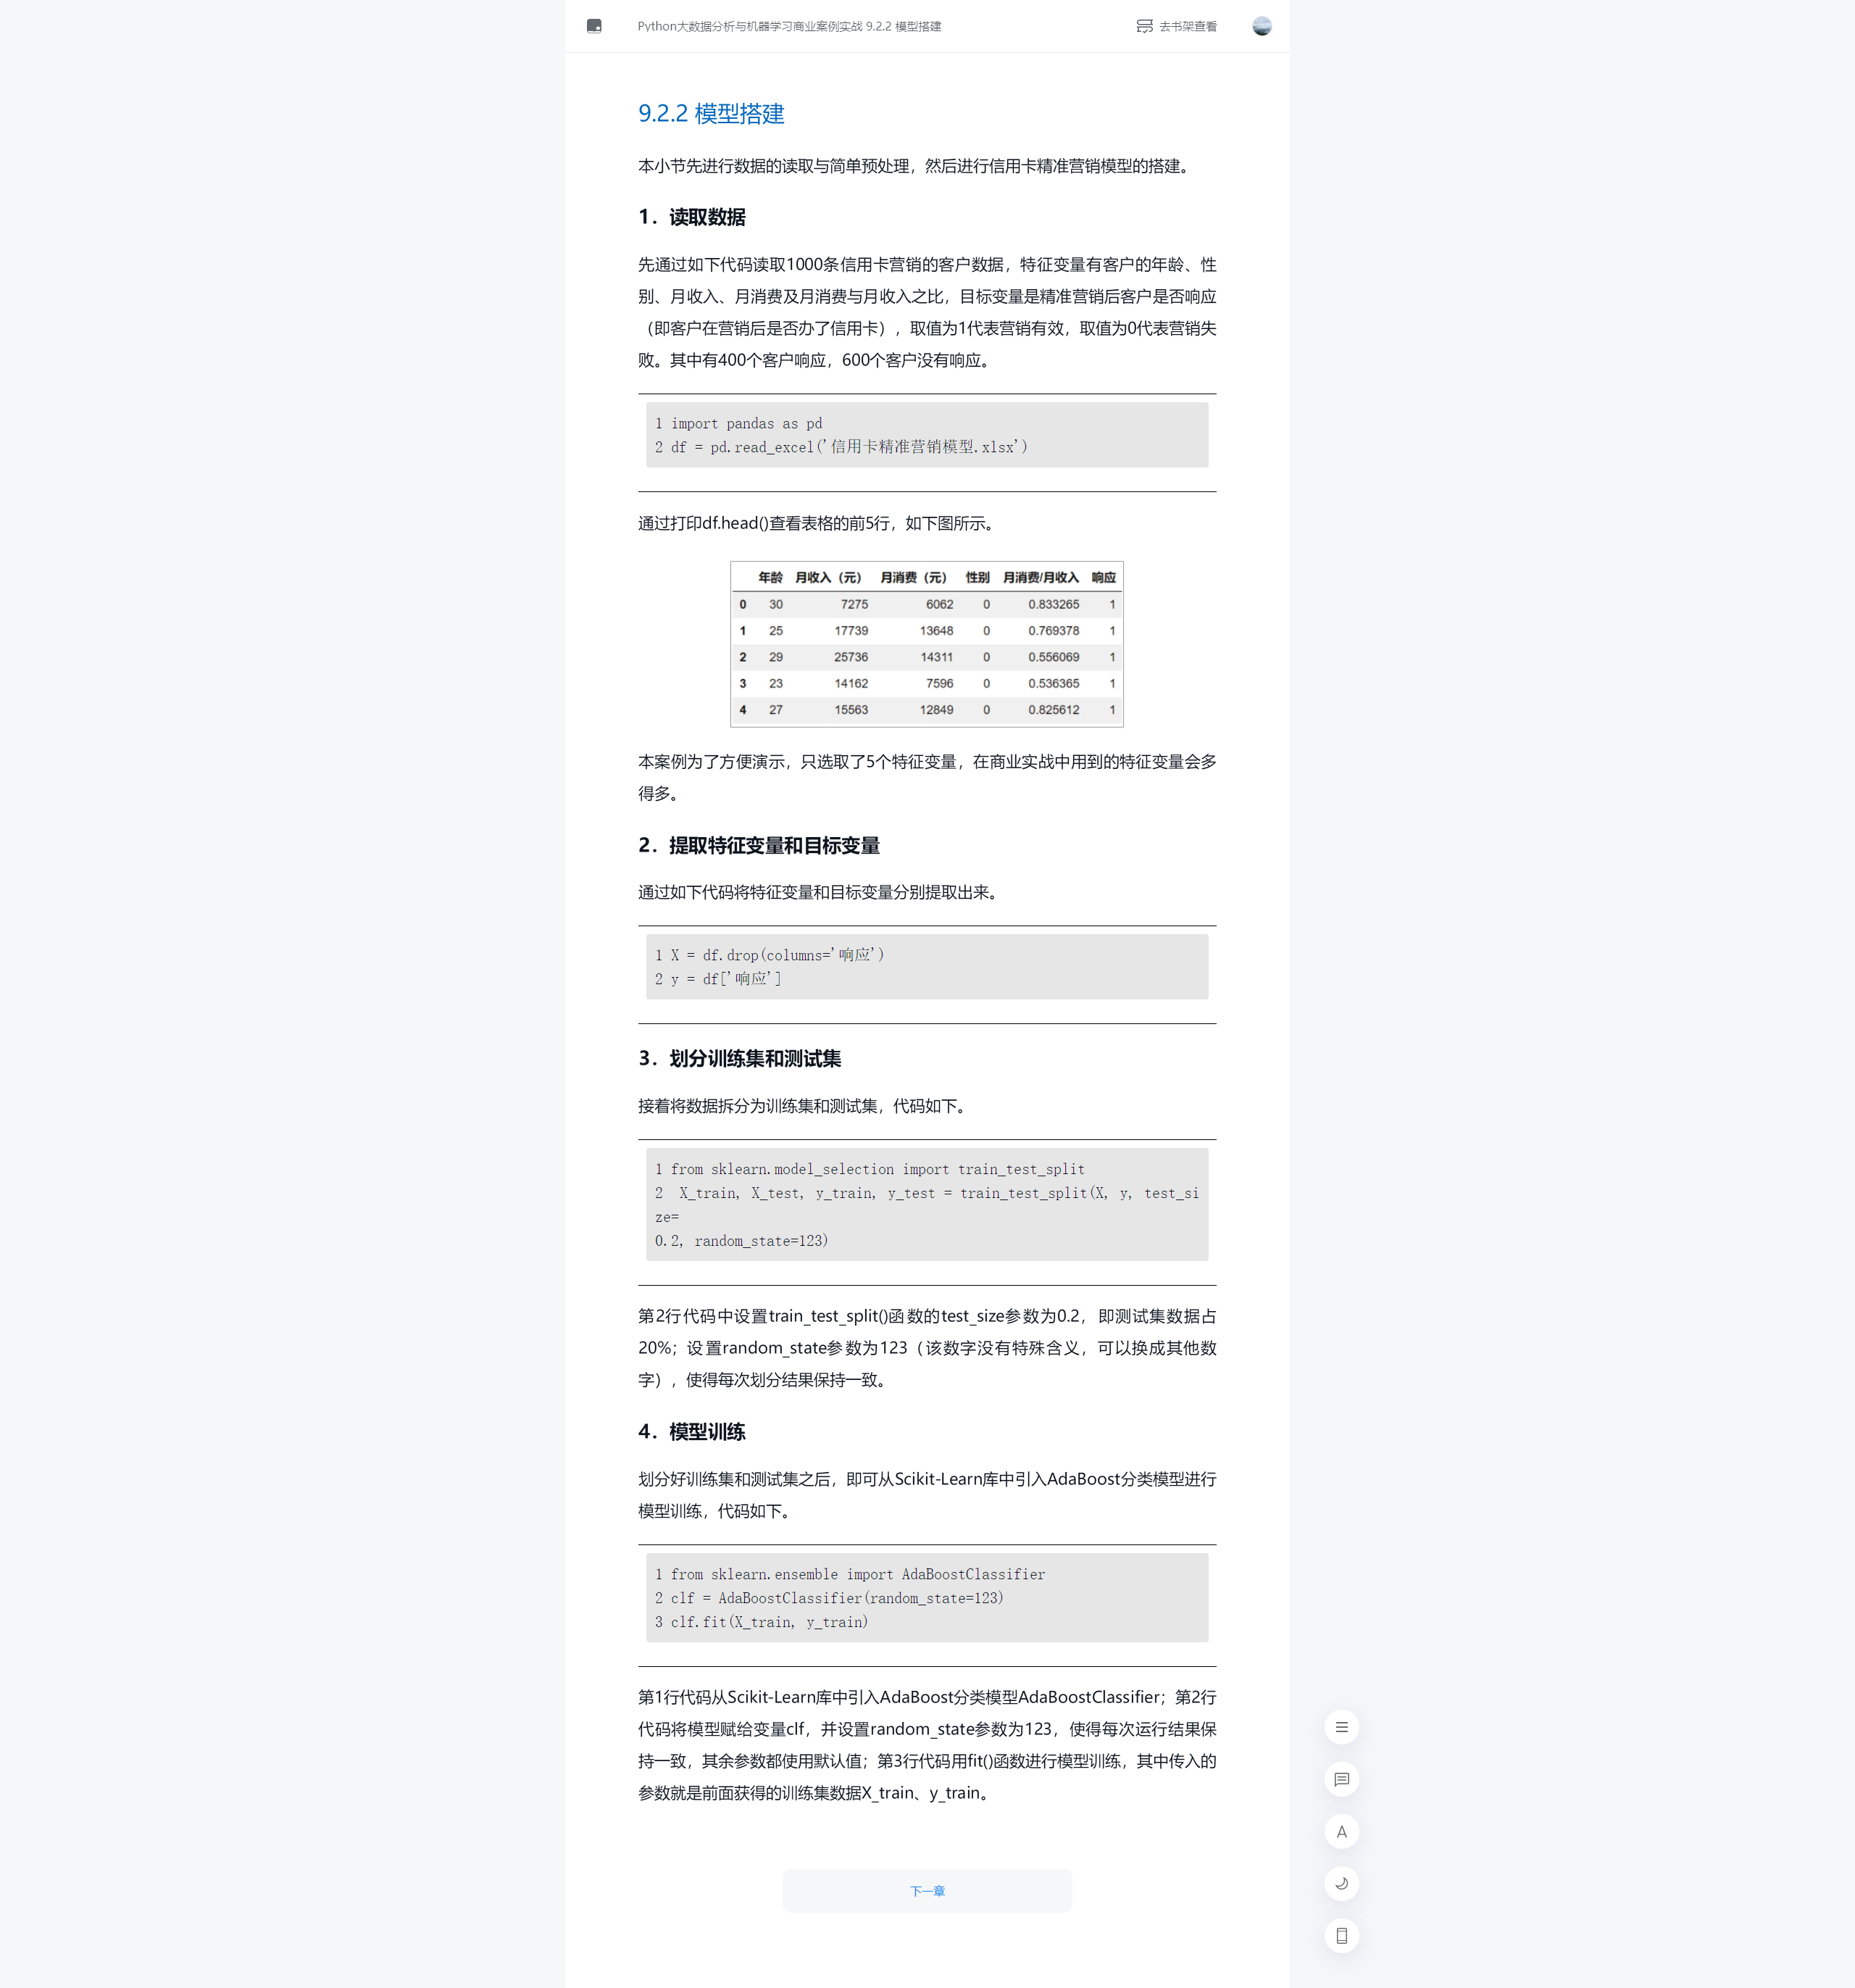 Python大数据分析与机器学习商业案例实战 9.2.2 模型搭建
去书架查看
9.2.2 模型搭建
本小节先进行数据的读取与简单预处理，然后进行信用卡精准营销模型的搭建。
1．读取数据
先通过如下代码读取1000条信用卡营销的客户数据，特征变量有客户的年龄、性
别、月收入、月消费及月消费与月收入之比，目标变量是精准营销后客户是否响应
（即客户在营销后是否办了信用卡），取值为1代表营销有效，取值为0代表营销失
败。其中有400个客户响应，600个客户没有响应。
1 import pandas as pd
2 df = pd.read_excel('信用卡精准营销模型.xlsx')
通过打印df.head()查看表格的前5行，如下图所示。
年龄 月收入（元） 月消费（元） 性别 月消费/月收入 响应
0 30 7275 6062 0 0.833265 1
1 25 17739 13648 0 0.769378 1
2 29 25736 14311 0 0.556069 1
3 23 14162 7596 0 0.536365 1
4 27 15563 12849 0 0.825612 1
本案例为了方便演示，只选取了5个特征变量，在商业实战中用到的特征变量会多
得多。
2．提取特征变量和目标变量
通过如下代码将特征变量和目标变量分别提取出来。
1 X = df.drop(columns='响应')
2 y = df['响应']
3．划分训练集和测试集
接着将数据拆分为训练集和测试集，代码如下。
1 from sklearn.model_selection import train_test_split
2  X_train, X_test, y_train, y_test = train_test_split(X, y, test_si
ze=
0.2, random_state=123)
第2行代码中设置train_test_split()函数的test_size参数为0.2，即测试集数据占
20%；设置random_state参数为123（该数字没有特殊含义，可以换成其他数
字），使得每次划分结果保持一致。
4．模型训练
划分好训练集和测试集之后，即可从Scikit-Learn库中引入AdaBoost分类模型进行
模型训练，代码如下。
1 from sklearn.ensemble import AdaBoostClassifier
2 clf = AdaBoostClassifier(random_state=123)
3 clf.fit(X_train, y_train)
第1行代码从Scikit-Learn库中引入AdaBoost分类模型AdaBoostClassifier；第2行
代码将模型赋给变量clf，并设置random_state参数为123，使得每次运行结果保
持一致，其余参数都使用默认值；第3行代码用fit()函数进行模型训练，其中传入的
参数就是前面获得的训练集数据X_train、y_train。
A
下一章